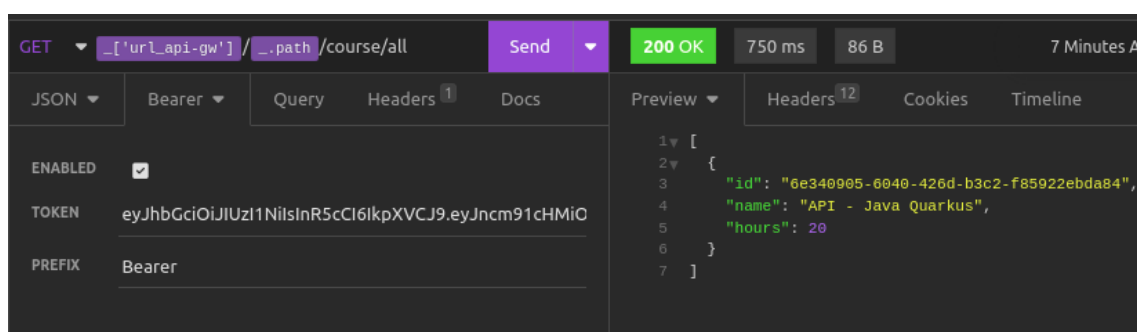 GET _['url_api-gw'] / _.path /course/all Send 200 OK 750 ms 86 B 7 Minutes A
JSON Bearer Query Headers 1 Docs Preview Headers 12 Cookies Timeline
ENABLED
TOKEN eyJhbGciOiJIUzI1NiIsInR5cCI6IkpXVCJ9.eyJncm91cHMiO
PREFIX Bearer
1 [
2 {
3 "id": "6e340905-6040-426d-b3c2-f85922ebda84",
4 "name": "API - Java Quarkus",
5 "hours": 20
6 }
7 ]